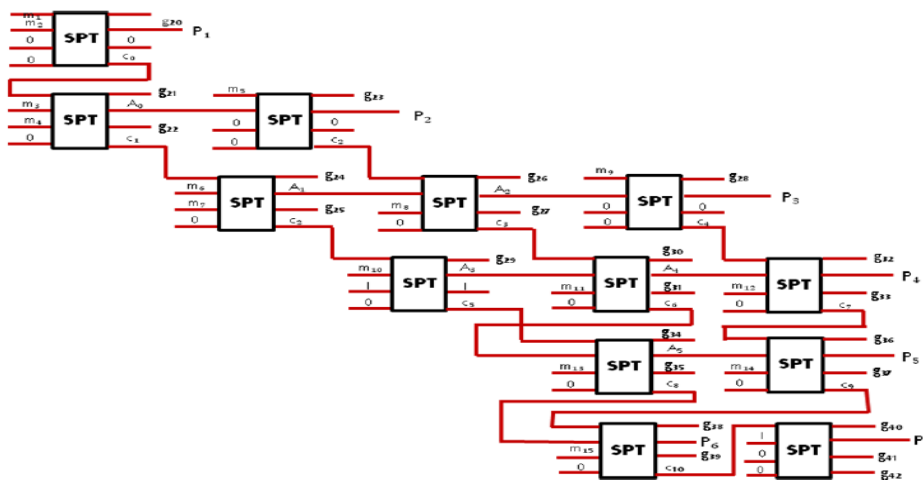 m₁ g₂₀ P₁
m₂
0 SPT 0
0 c₀
g₂₁ m₅ g₂₃
m₃ A₀ P₂
m₄ SPT g₂₂ 0 SPT 0
0 c₁ 0 c₂
g₂₄ g₂₆ m₉ g₂₈
m₆ A₁ A₂ P₃
m₇ SPT g₂₅ m₈ SPT g₂₇ 0 SPT 0
0 c₂ 0 c₃ 0 c₄
g₂₉ g₃₀ g₃₂
m₁₀ A₃ A₄ P₄
1 SPT 1 m₁₁ SPT g₃₁ m₁₂ SPT g₃₃
0 c₅ 0 c₆ 0 c₇
g₃₄ g₃₆
A₅ P₅
m₁₃ SPT g₃₅ m₁₄ SPT g₃₇
0 c₈ 0 c₉
g₃₈ g₄₀
P₆ 1 P
m₁₅ SPT g₃₉ 0 SPT g₄₁
0 c₁₀ 0 g₄₂